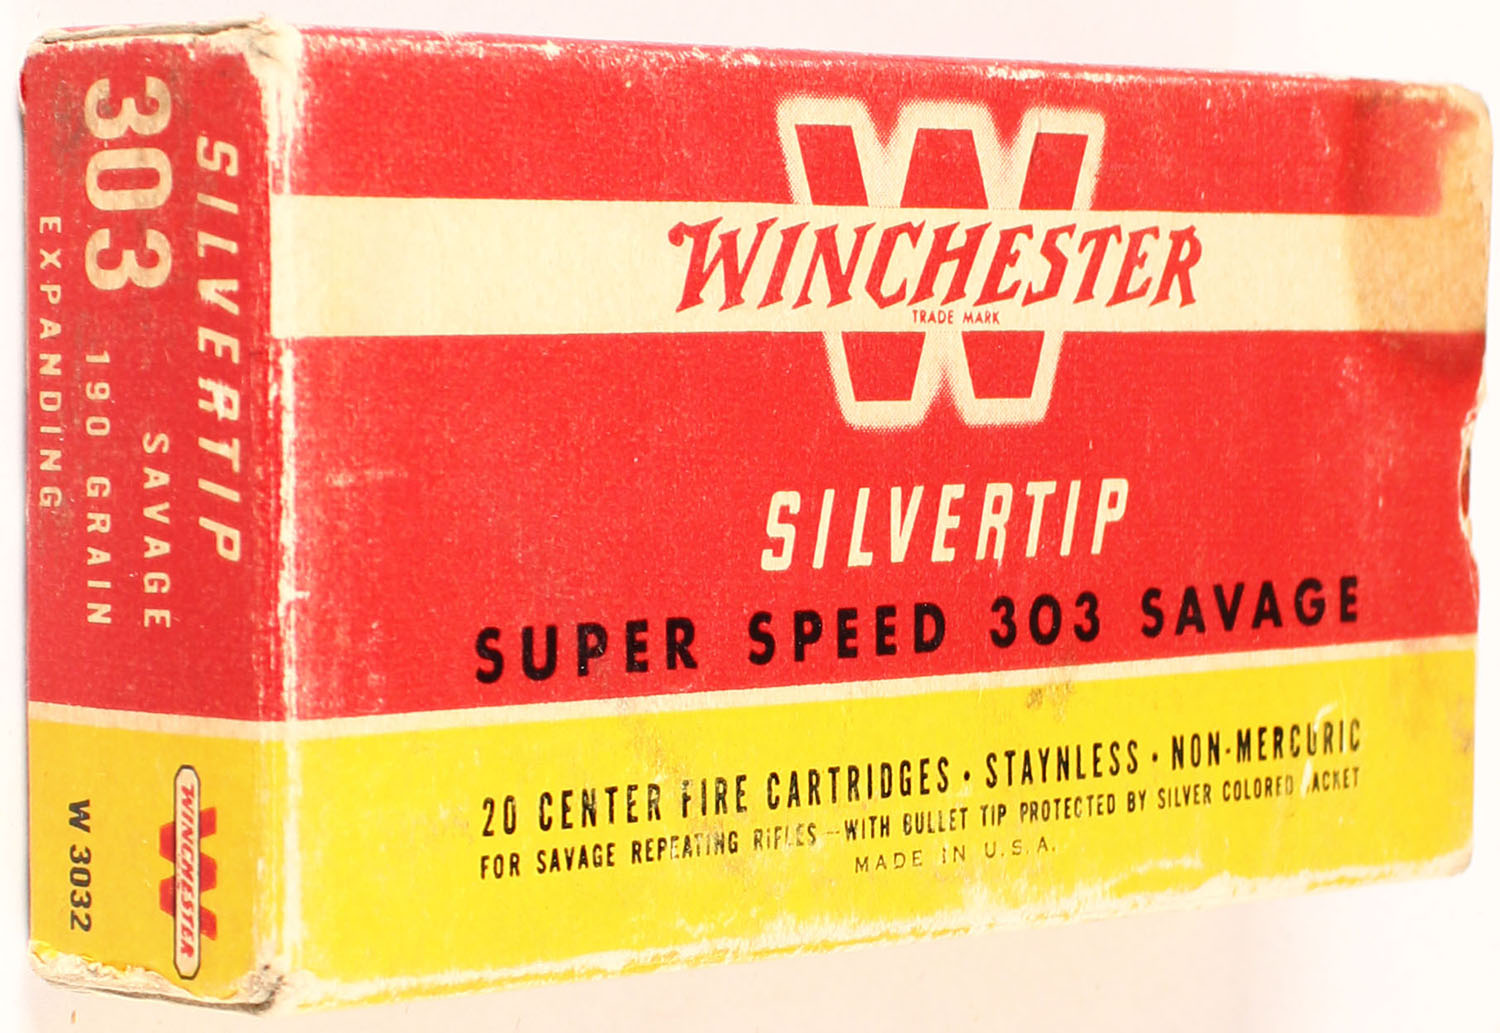 SILVERTIP
303 SAVAGE
190 GRAIN
EXPANDING
WINCHESTER
W 3032
WINCHESTER
TRADE MARK
SILVERTIP
SUPER SPEED 303 SAVAGE
20 CENTER FIRE CARTRIDGES · STAYNLESS · NON-MERCURIC
FOR SAVAGE REPEATING RIFLES—WITH BULLET TIP PROTECTED BY SILVER COLORED JACKET
MADE IN U.S.A.